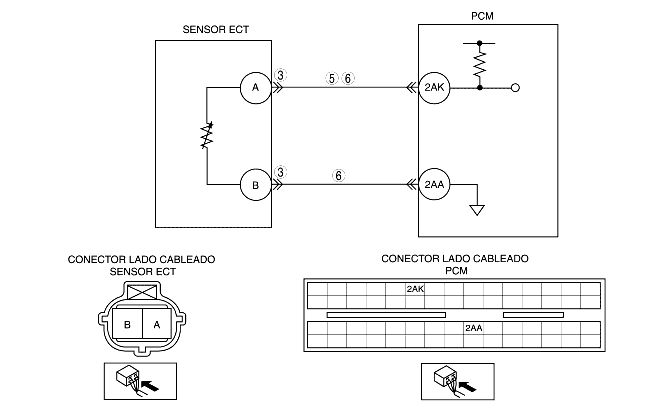 SENSOR ECT
PCM
A
3
5 6
2AK
B
3
6
2AA
CONECTOR LADO CABLEADO
SENSOR ECT
B A
CONECTOR LADO CABLEADO
PCM
2AK
2AA